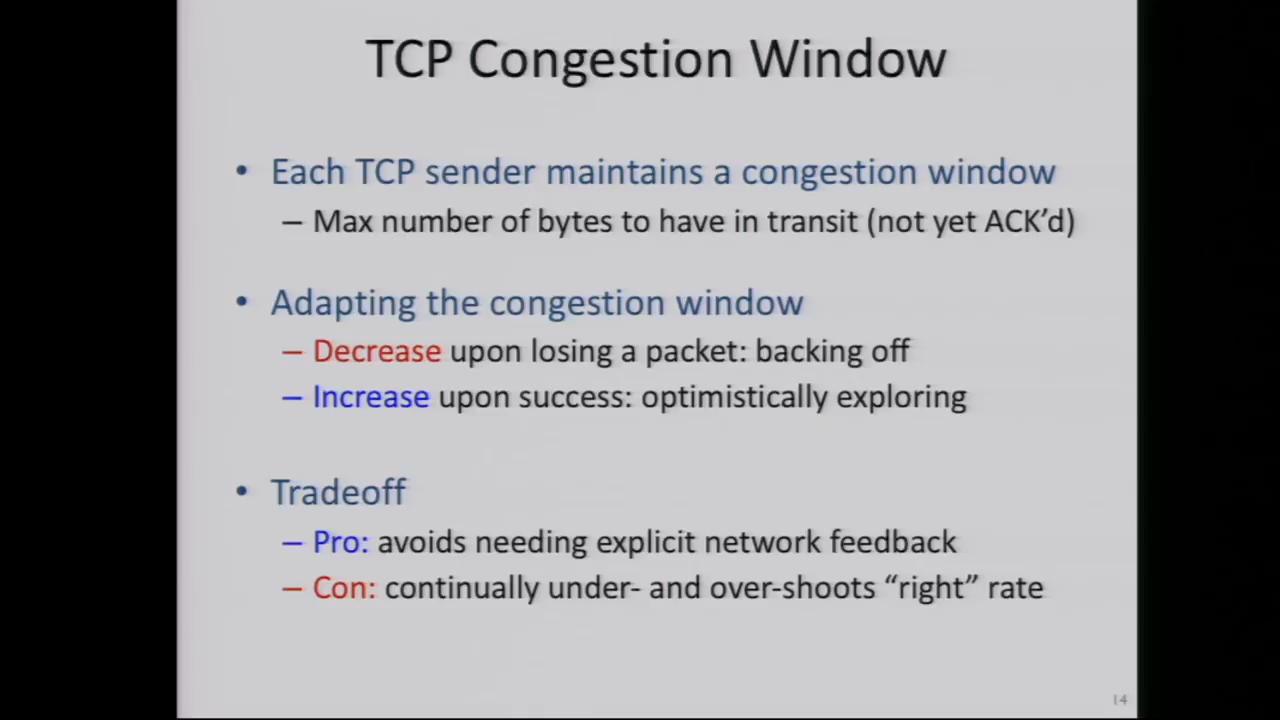 TCP Congestion Window
• Each TCP sender maintains a congestion window
– Max number of bytes to have in transit (not yet ACK’d)
• Adapting the congestion window
– Decrease upon losing a packet: backing off
– Increase upon success: optimistically exploring
• Tradeoff
– Pro: avoids needing explicit network feedback
– Con: continually under- and over-shoots “right” rate
14